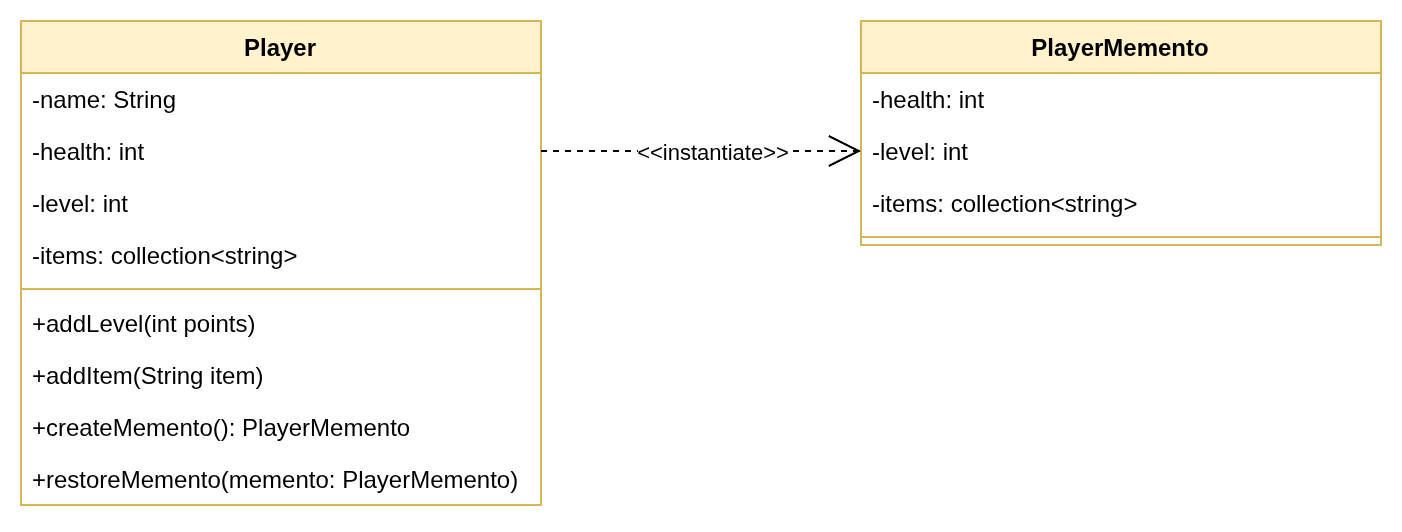 Player
-name: String
-health: int
-level: int
-items: collection<string>
+addLevel(int points)
+addItem(String item)
+createMemento(): PlayerMemento
+restoreMemento(memento: PlayerMemento)
<<instantiate>>
PlayerMemento
-health: int
-level: int
-items: collection<string>